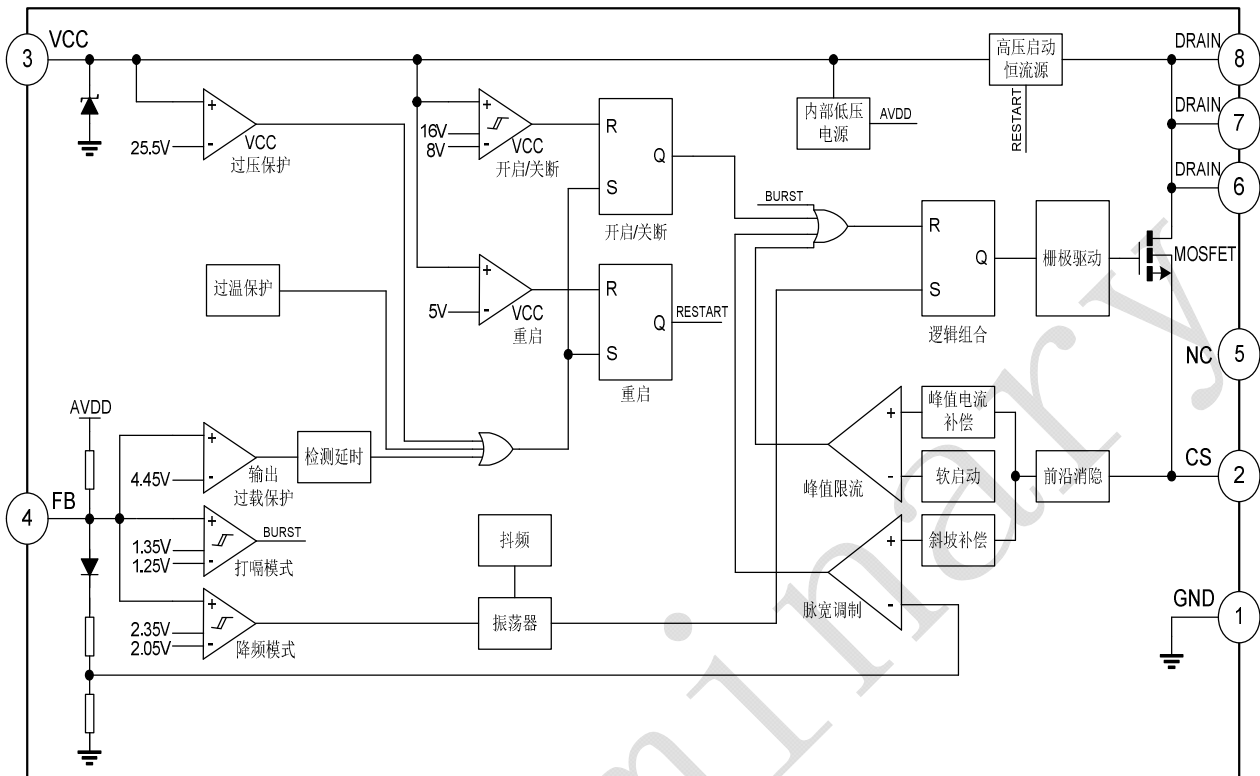 VCC
3
高压启动
恒流源
DRAIN
8
内部低压
电源
AVDD
RESTART
DRAIN
7
DRAIN
6
+
-
25.5V
VCC
过压保护
+
16V
8V
-
VCC
开启/关断
R
Q
S
开启/关断
BURST
R
Q
S
逻辑组合
栅极驱动
MOSFET
过温保护
+
5V
-
VCC
重启
R
Q
S
RESTART
重启
NC
5
AVDD
+
4.45V
-
输出
过载保护
检测延时
+
-
峰值限流
峰值电流
补偿
软启动
前沿消隐
CS
2
FB
4
+
1.35V
1.25V
-
BURST
打嗝模式
抖频
+
-
脉宽调制
斜坡补偿
+
2.35V
2.05V
-
降频模式
振荡器
GND
1
minary